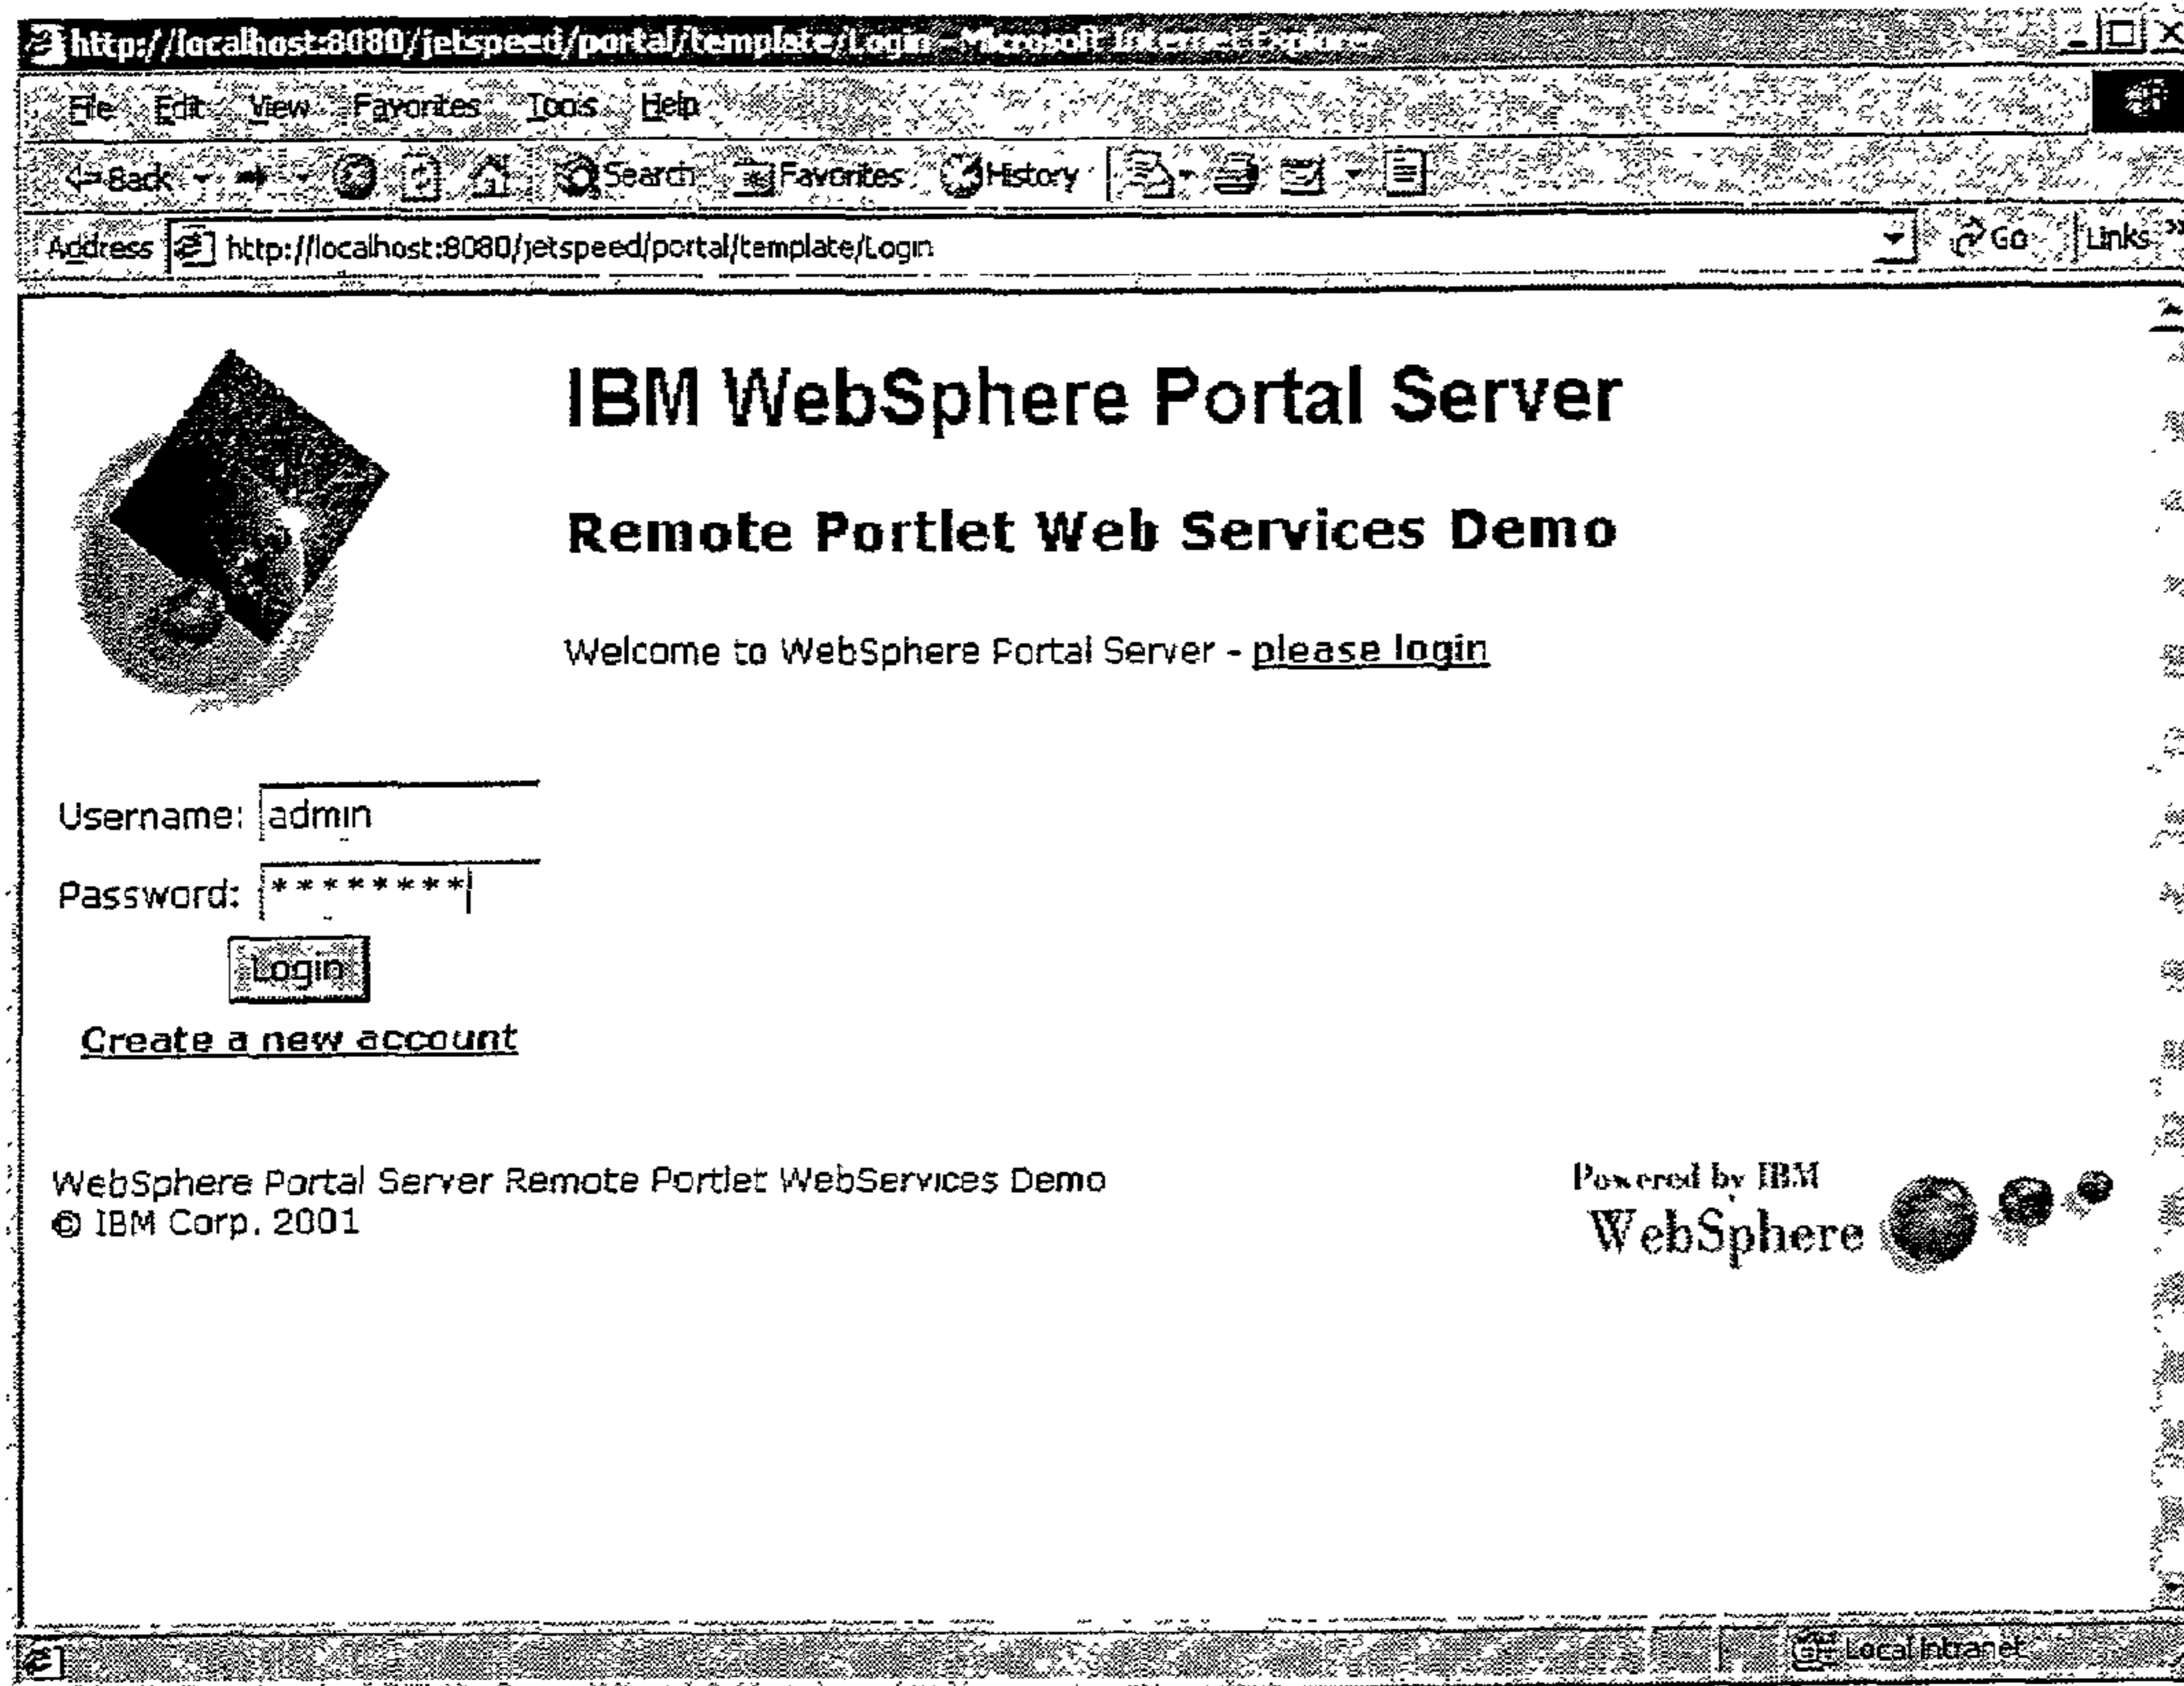 http://localhost:8080/jetspeed/portal/template/Login - Microsoft Internet Explorer
File Edit View Favorites Tools Help
Back Search Favorites History
Address http://localhost:8080/jetspeed/portal/template/Login Go Links »
IBM WebSphere Portal Server
Remote Portlet Web Services Demo
Welcome to WebSphere Portal Server - please login
Username: admin
Password: ********
Login
Create a new account
WebSphere Portal Server Remote Portlet WebServices Demo
© IBM Corp. 2001
Powered by IBM
WebSphere
Local intranet